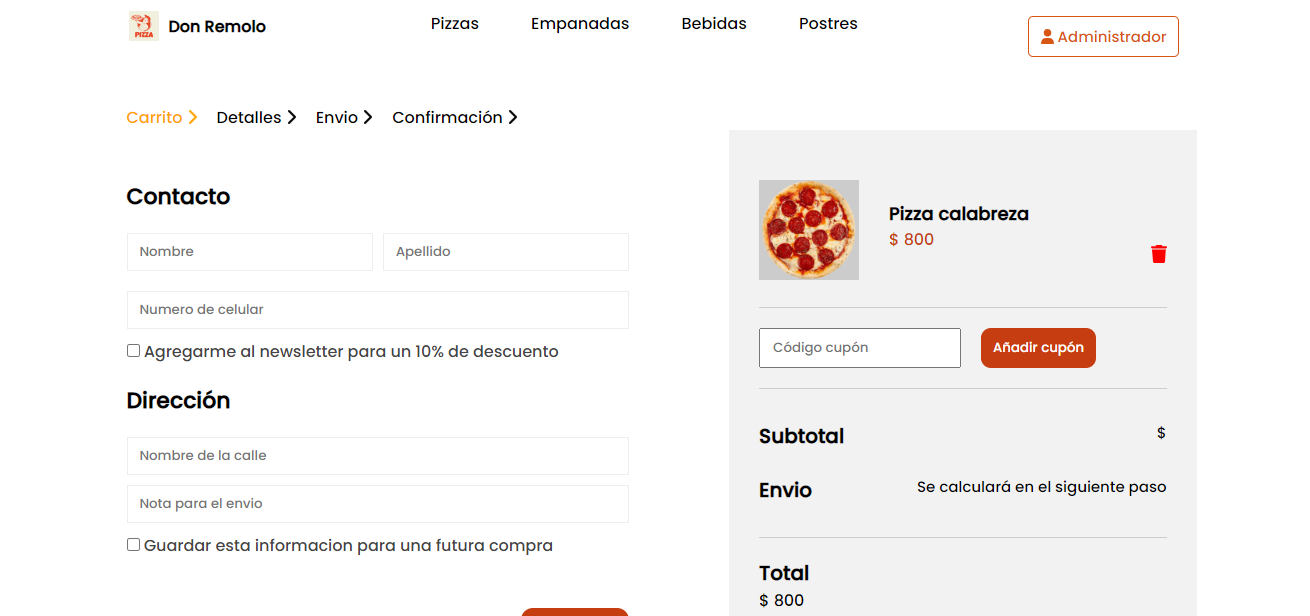 PIZZA
Don Remolo
Pizzas
Empanadas
Bebidas
Postres
Administrador
Carrito
Detalles
Envio
Confirmación
Contacto
Nombre
Apellido
Numero de celular
Agregarme al newsletter para un 10% de descuento
Dirección
Nombre de la calle
Nota para el envio
Guardar esta informacion para una futura compra
Pizza calabreza
$ 800
Código cupón
Añadir cupón
Subtotal
$
Envio
Se calculará en el siguiente paso
Total
$ 800